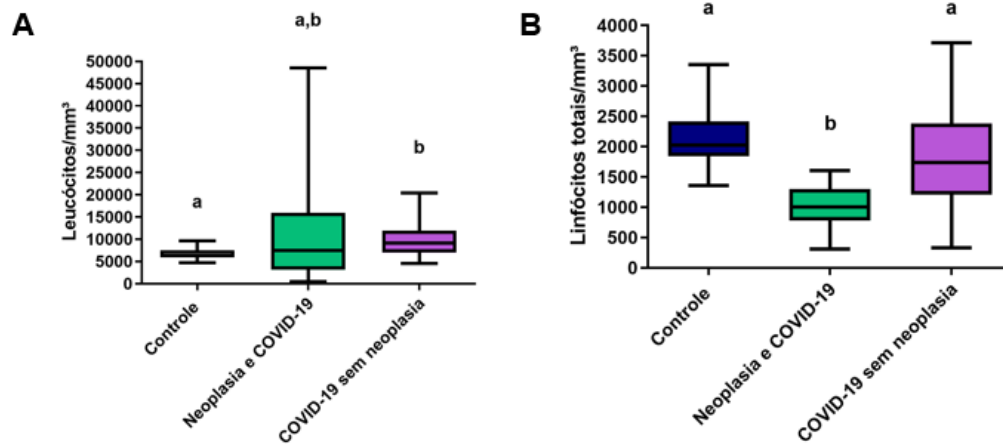 A
a,b
Leucócitos/mm³
50000
45000
40000
35000
30000
25000
20000
15000
10000
5000
0
a
b
Controle
Neoplasia e COVID-19
COVID-19 sem neoplasia
B
a
a
Linfócitos totais/mm³
4000
3500
3000
2500
2000
1500
1000
500
0
b
Controle
Neoplasia e COVID-19
COVID-19 sem neoplasia